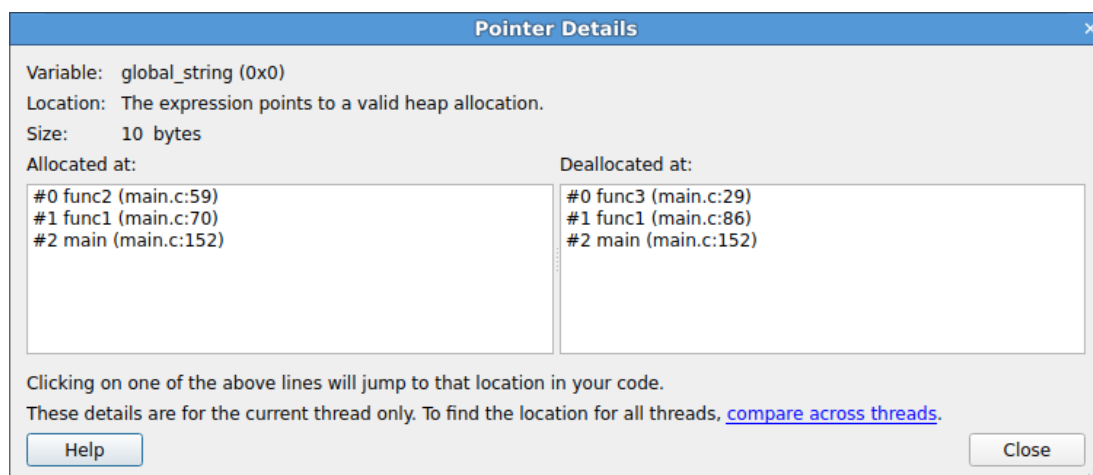 Pointer Details
Variable: global_string (0x0)
Location: The expression points to a valid heap allocation.
Size: 10 bytes
Allocated at:
#0 func2 (main.c:59)
#1 func1 (main.c:70)
#2 main (main.c:152)
Deallocated at:
#0 func3 (main.c:29)
#1 func1 (main.c:86)
#2 main (main.c:152)
Clicking on one of the above lines will jump to that location in your code.
These details are for the current thread only. To find the location for all threads, compare across threads.
Help
Close